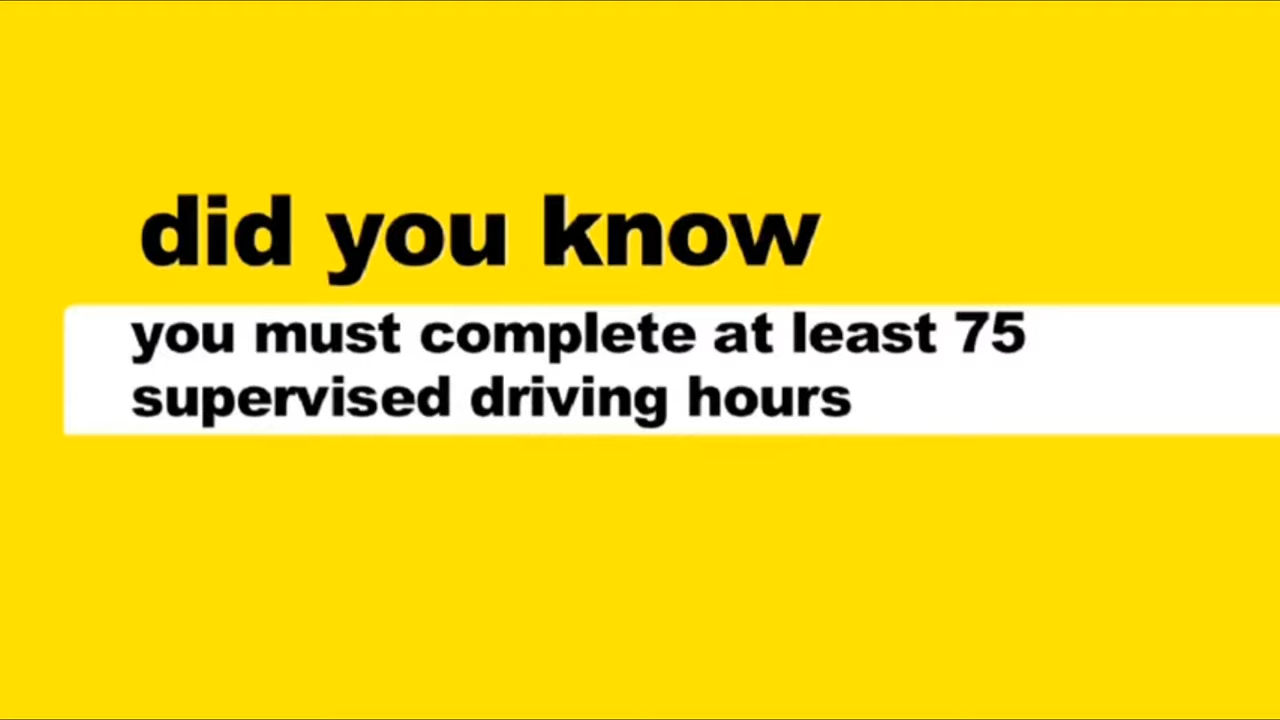 did you know
you must complete at least 75
supervised driving hours